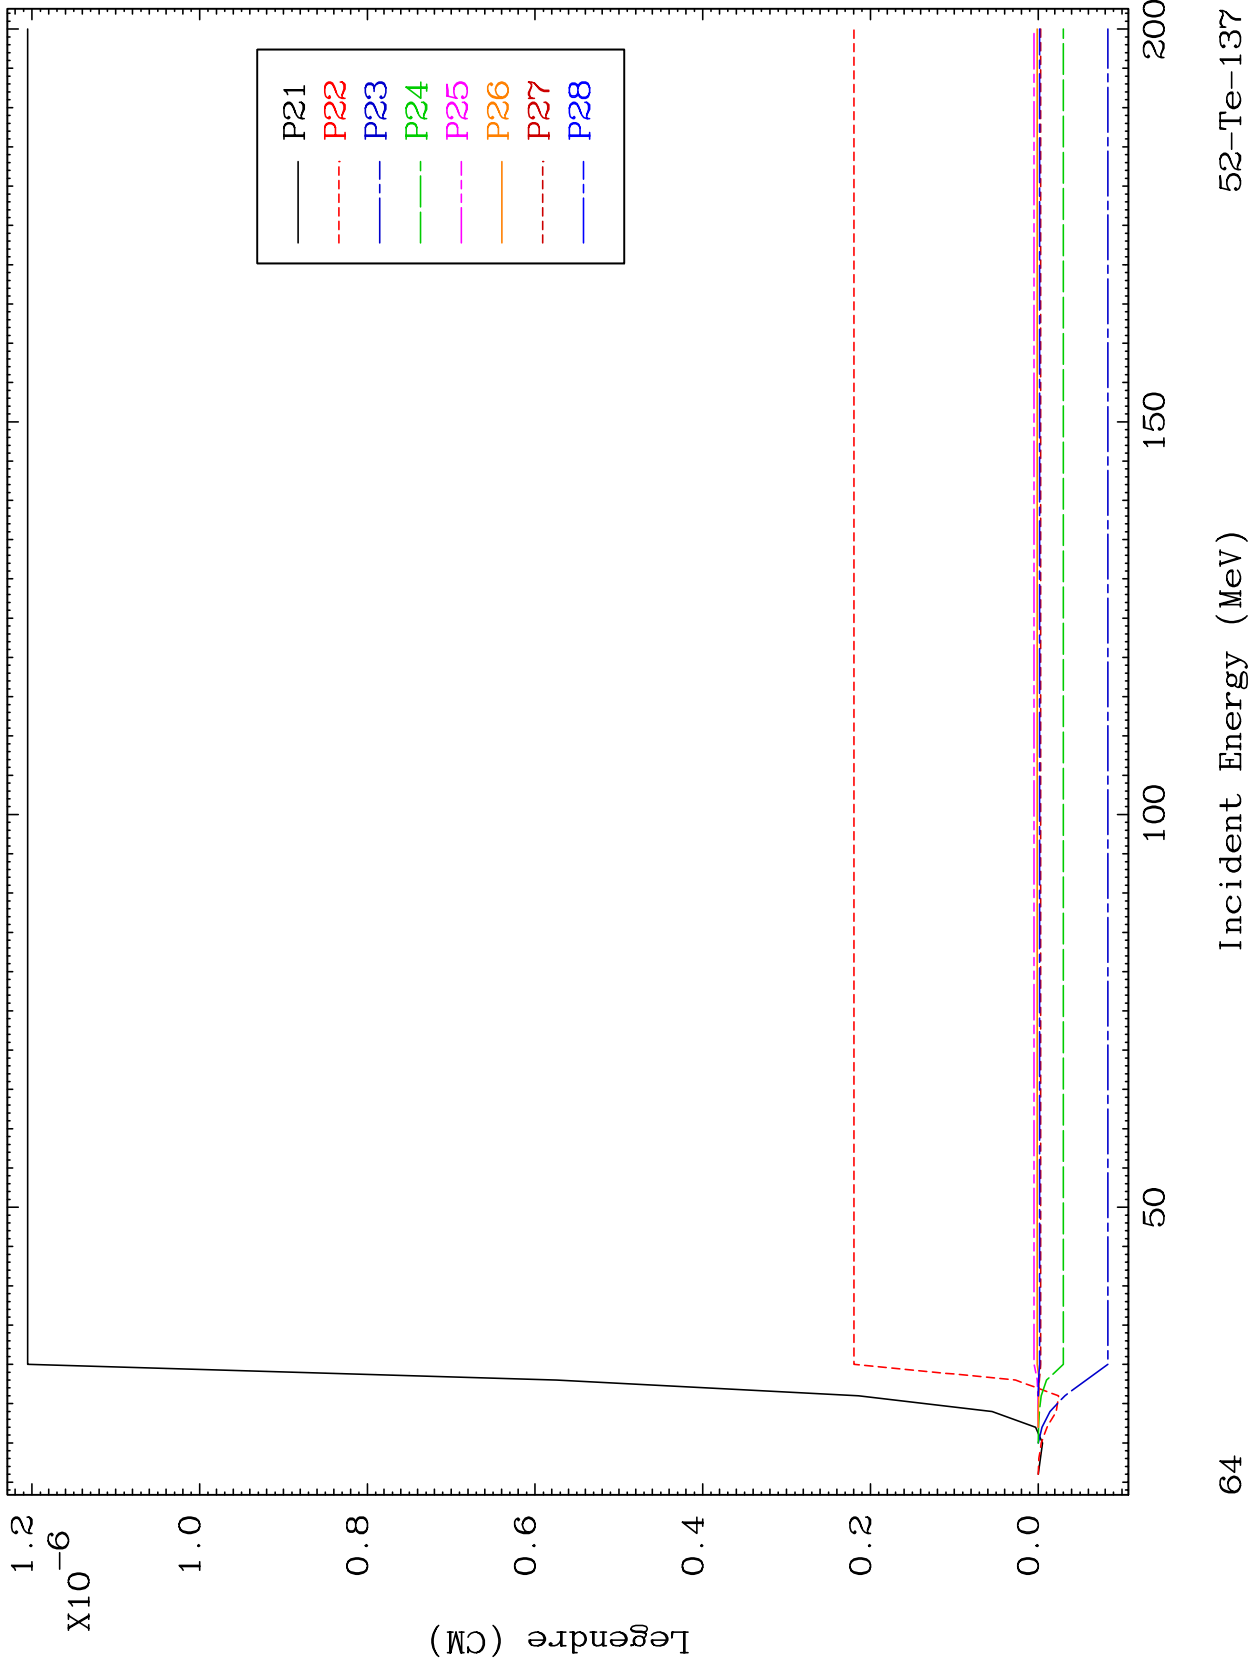 1.2
X10⁻⁶
1.0
0.8
0.6
0.4
0.2
0.0
Legendre (CM)
P21
P22
P23
P24
P25
P26
P27
P28
50
100
150
200
Incident Energy (MeV)
64
52-Te-137